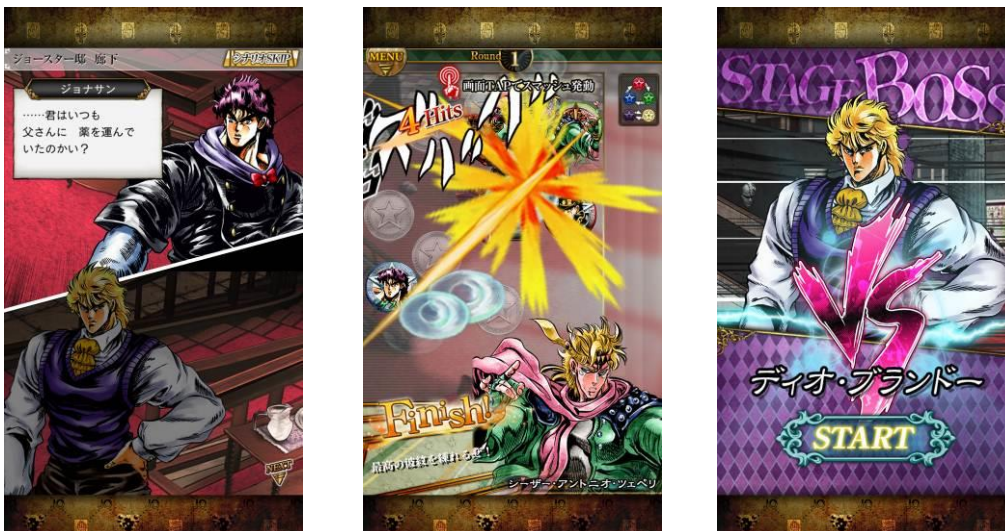 ジョースター邸 廊下
シナリオSKIP
ジョナサン
……君はいつも
父さんに 薬を運んで
いたのかい？
NEXT
MENU
Round 1
画面TAPでスマッシュ発動
4 Hits
Finish!
最高の波紋を練れる!!
シーザー・アントニオ・ツェペリ
STAGE BOSS
VS
ディオ・ブランドー
START